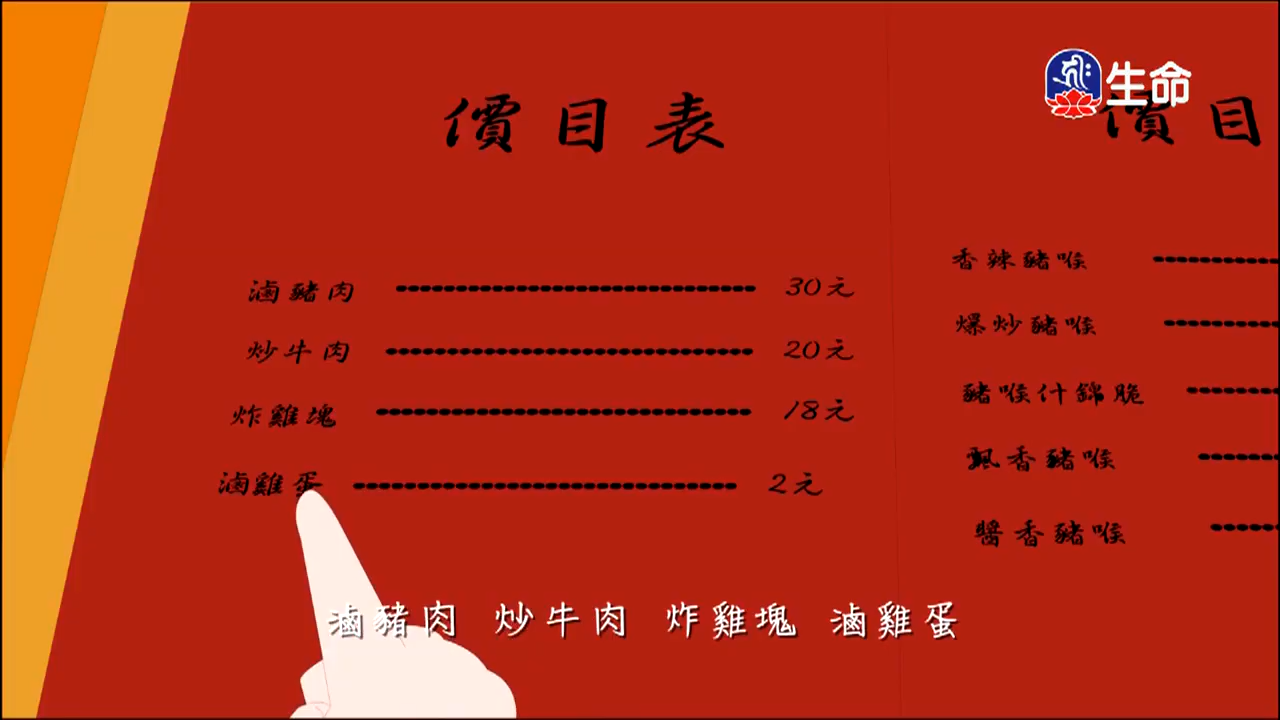 生命
價目表
滷豬肉 30元
炒牛肉 20元
炸雞塊 18元
滷雞蛋 2元
價目
香辣豬喉
爆炒豬喉
豬喉什錦脆
飄香豬喉
醬香豬喉
滷豬肉 炒牛肉 炸雞塊 滷雞蛋